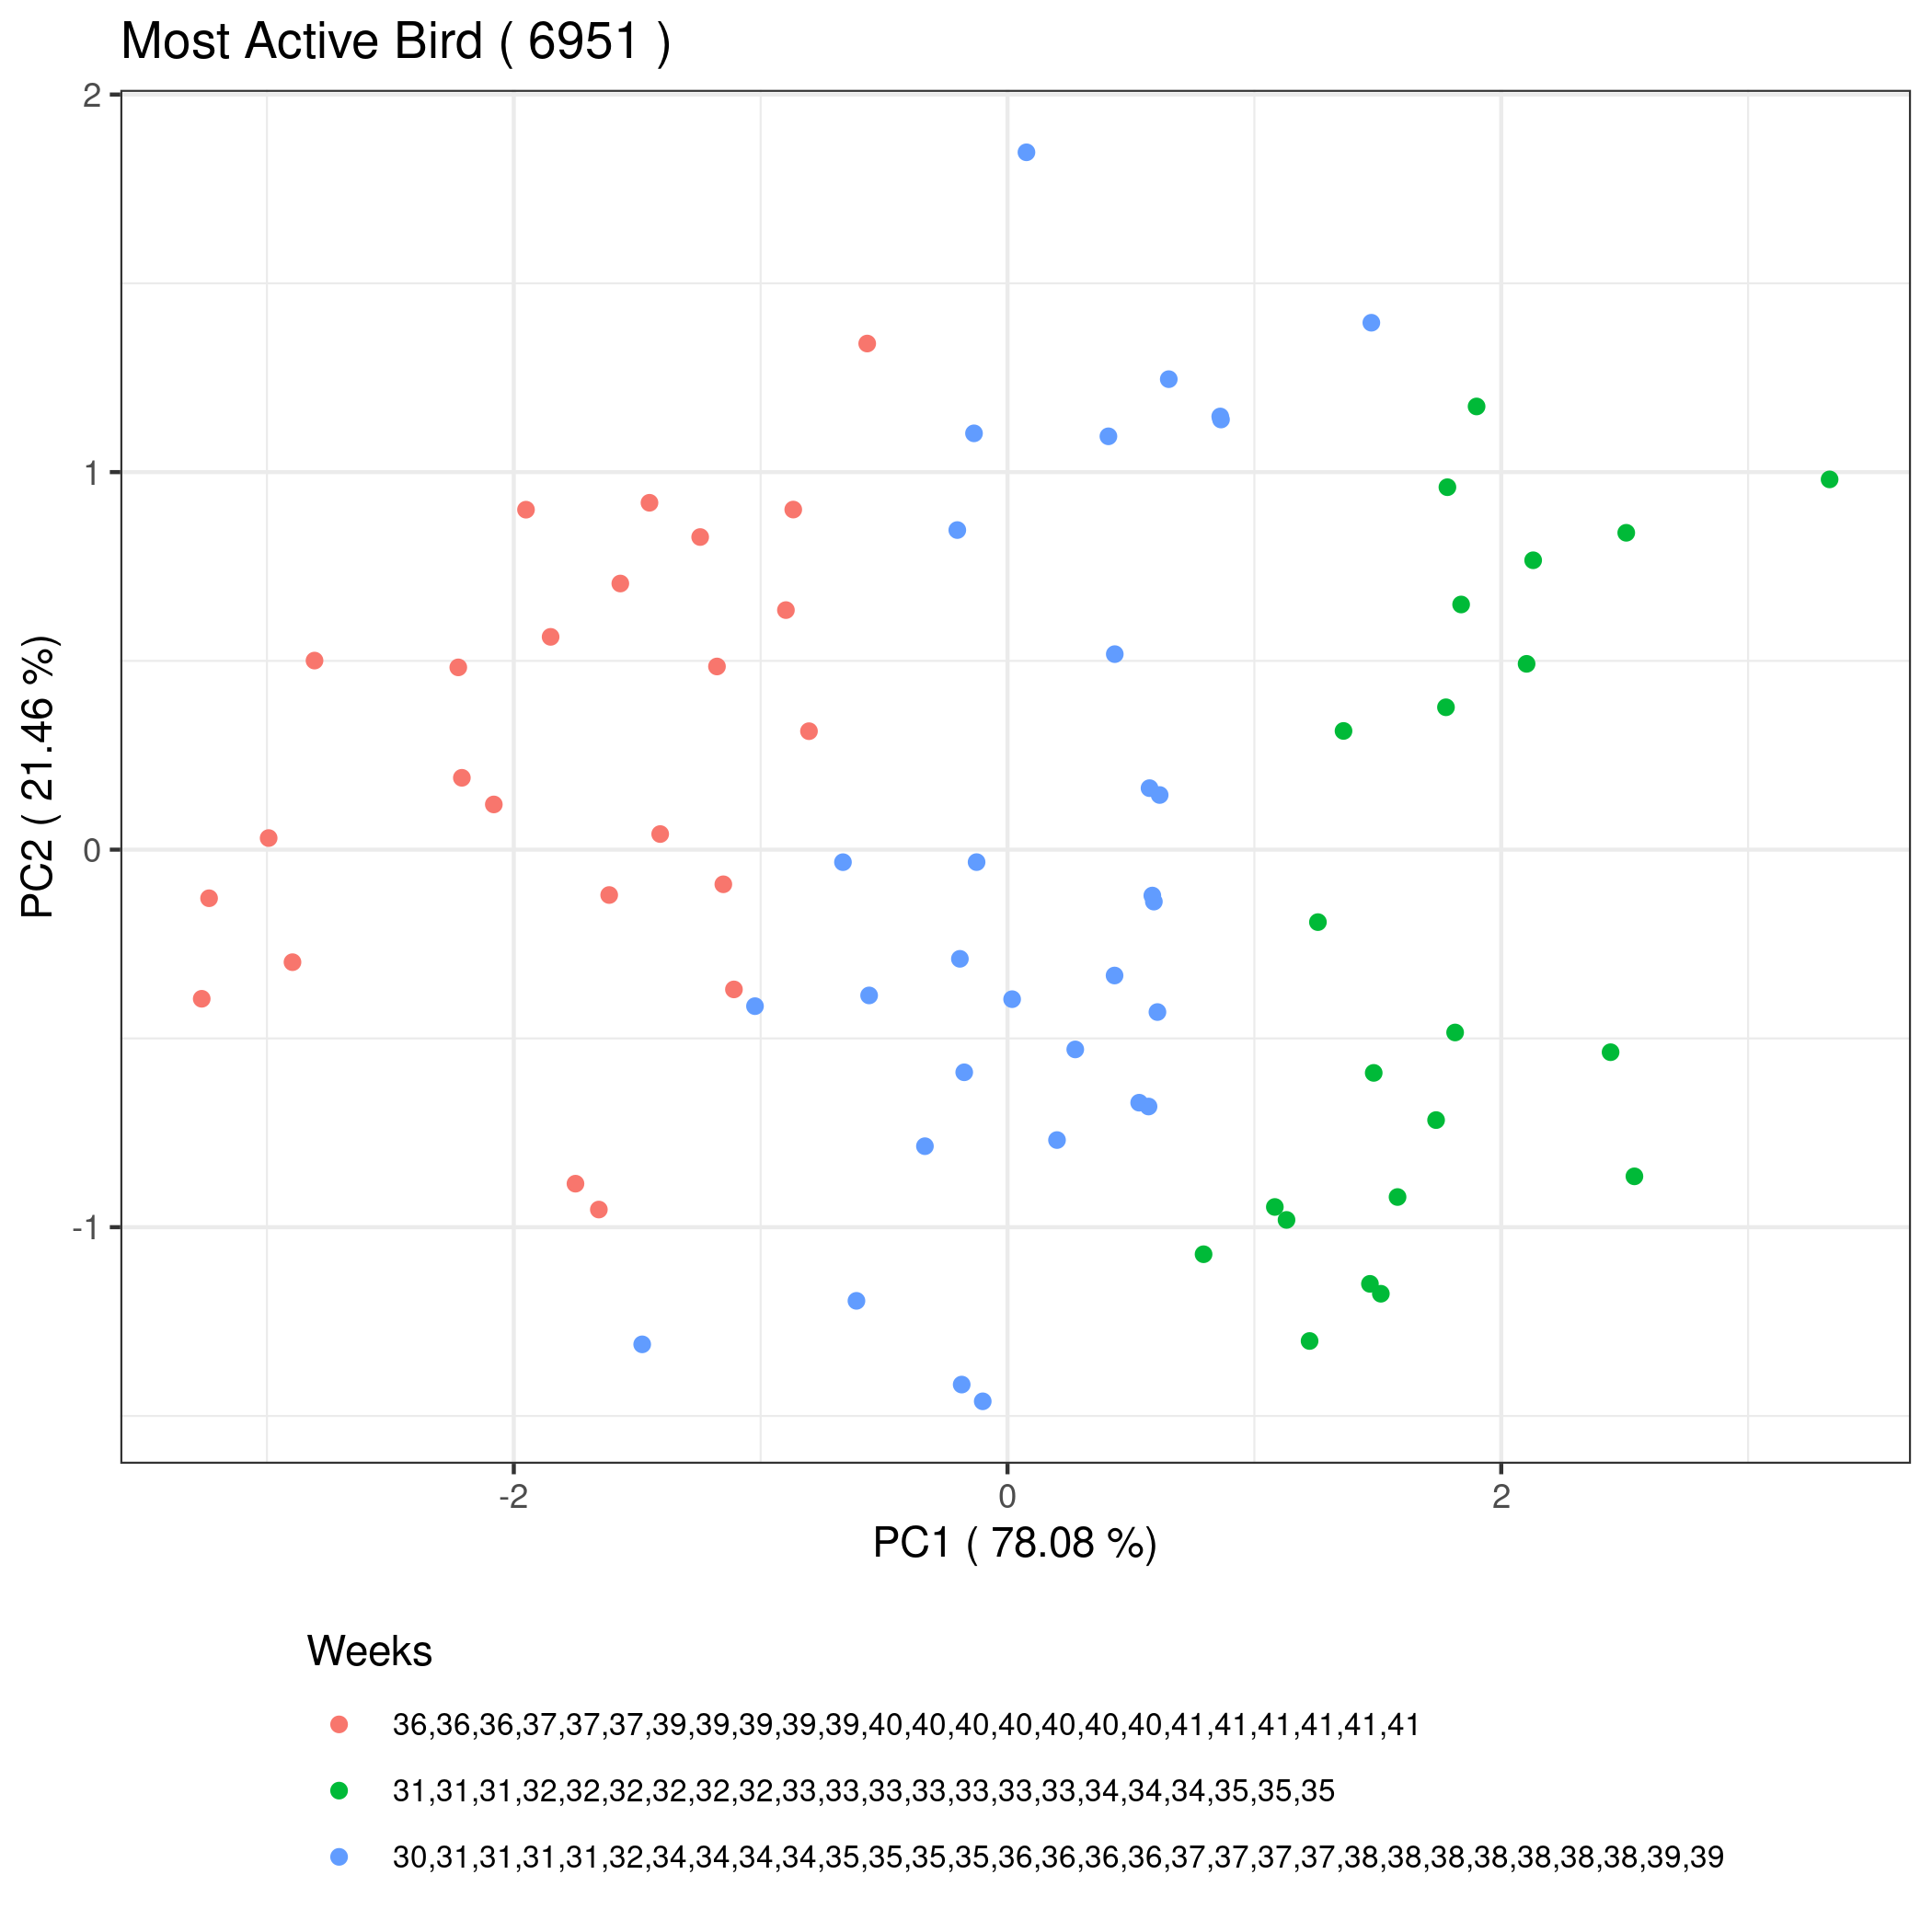 Most Active Bird ( 6951 )
2
1
0
-1
PC2 ( 21.46 %)
-2 0 2
PC1 ( 78.08 %)
Weeks
36,36,36,37,37,37,39,39,39,39,39,40,40,40,40,40,40,40,41,41,41,41,41,41
31,31,31,32,32,32,32,32,32,33,33,33,33,33,33,33,34,34,34,35,35,35
30,31,31,31,31,32,34,34,34,34,35,35,35,35,36,36,36,36,37,37,37,37,38,38,38,38,38,38,38,39,39